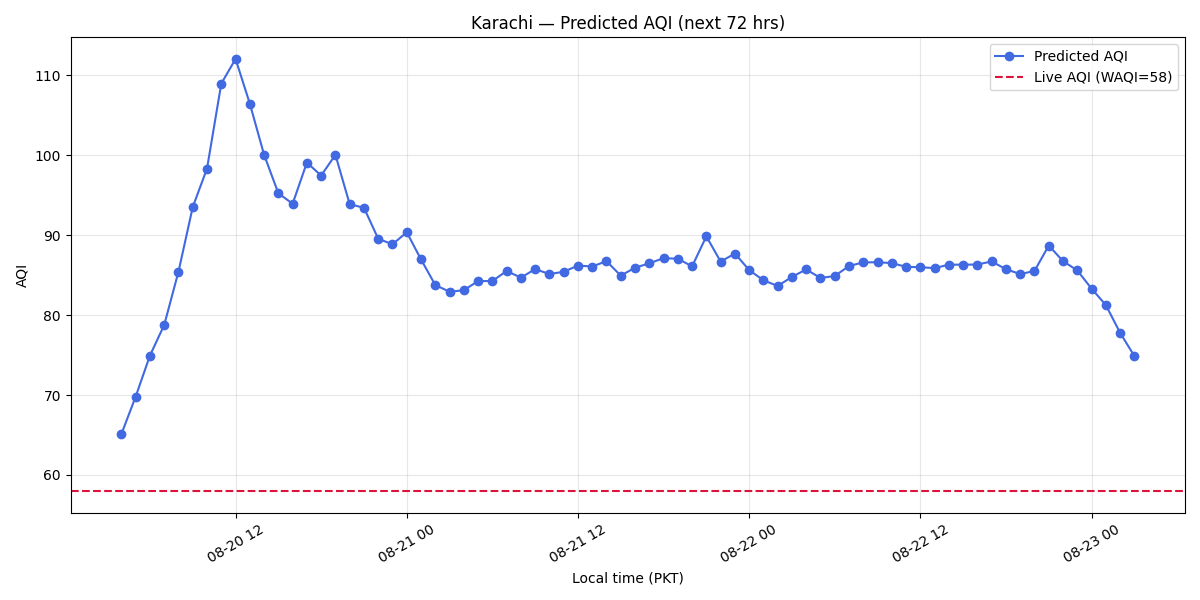 Karachi — Predicted AQI (next 72 hrs)
Predicted AQI
Live AQI (WAQI=58)
AQI
110
100
90
80
70
60
08-20 12
08-21 00
08-21 12
08-22 00
08-22 12
08-23 00
Local time (PKT)